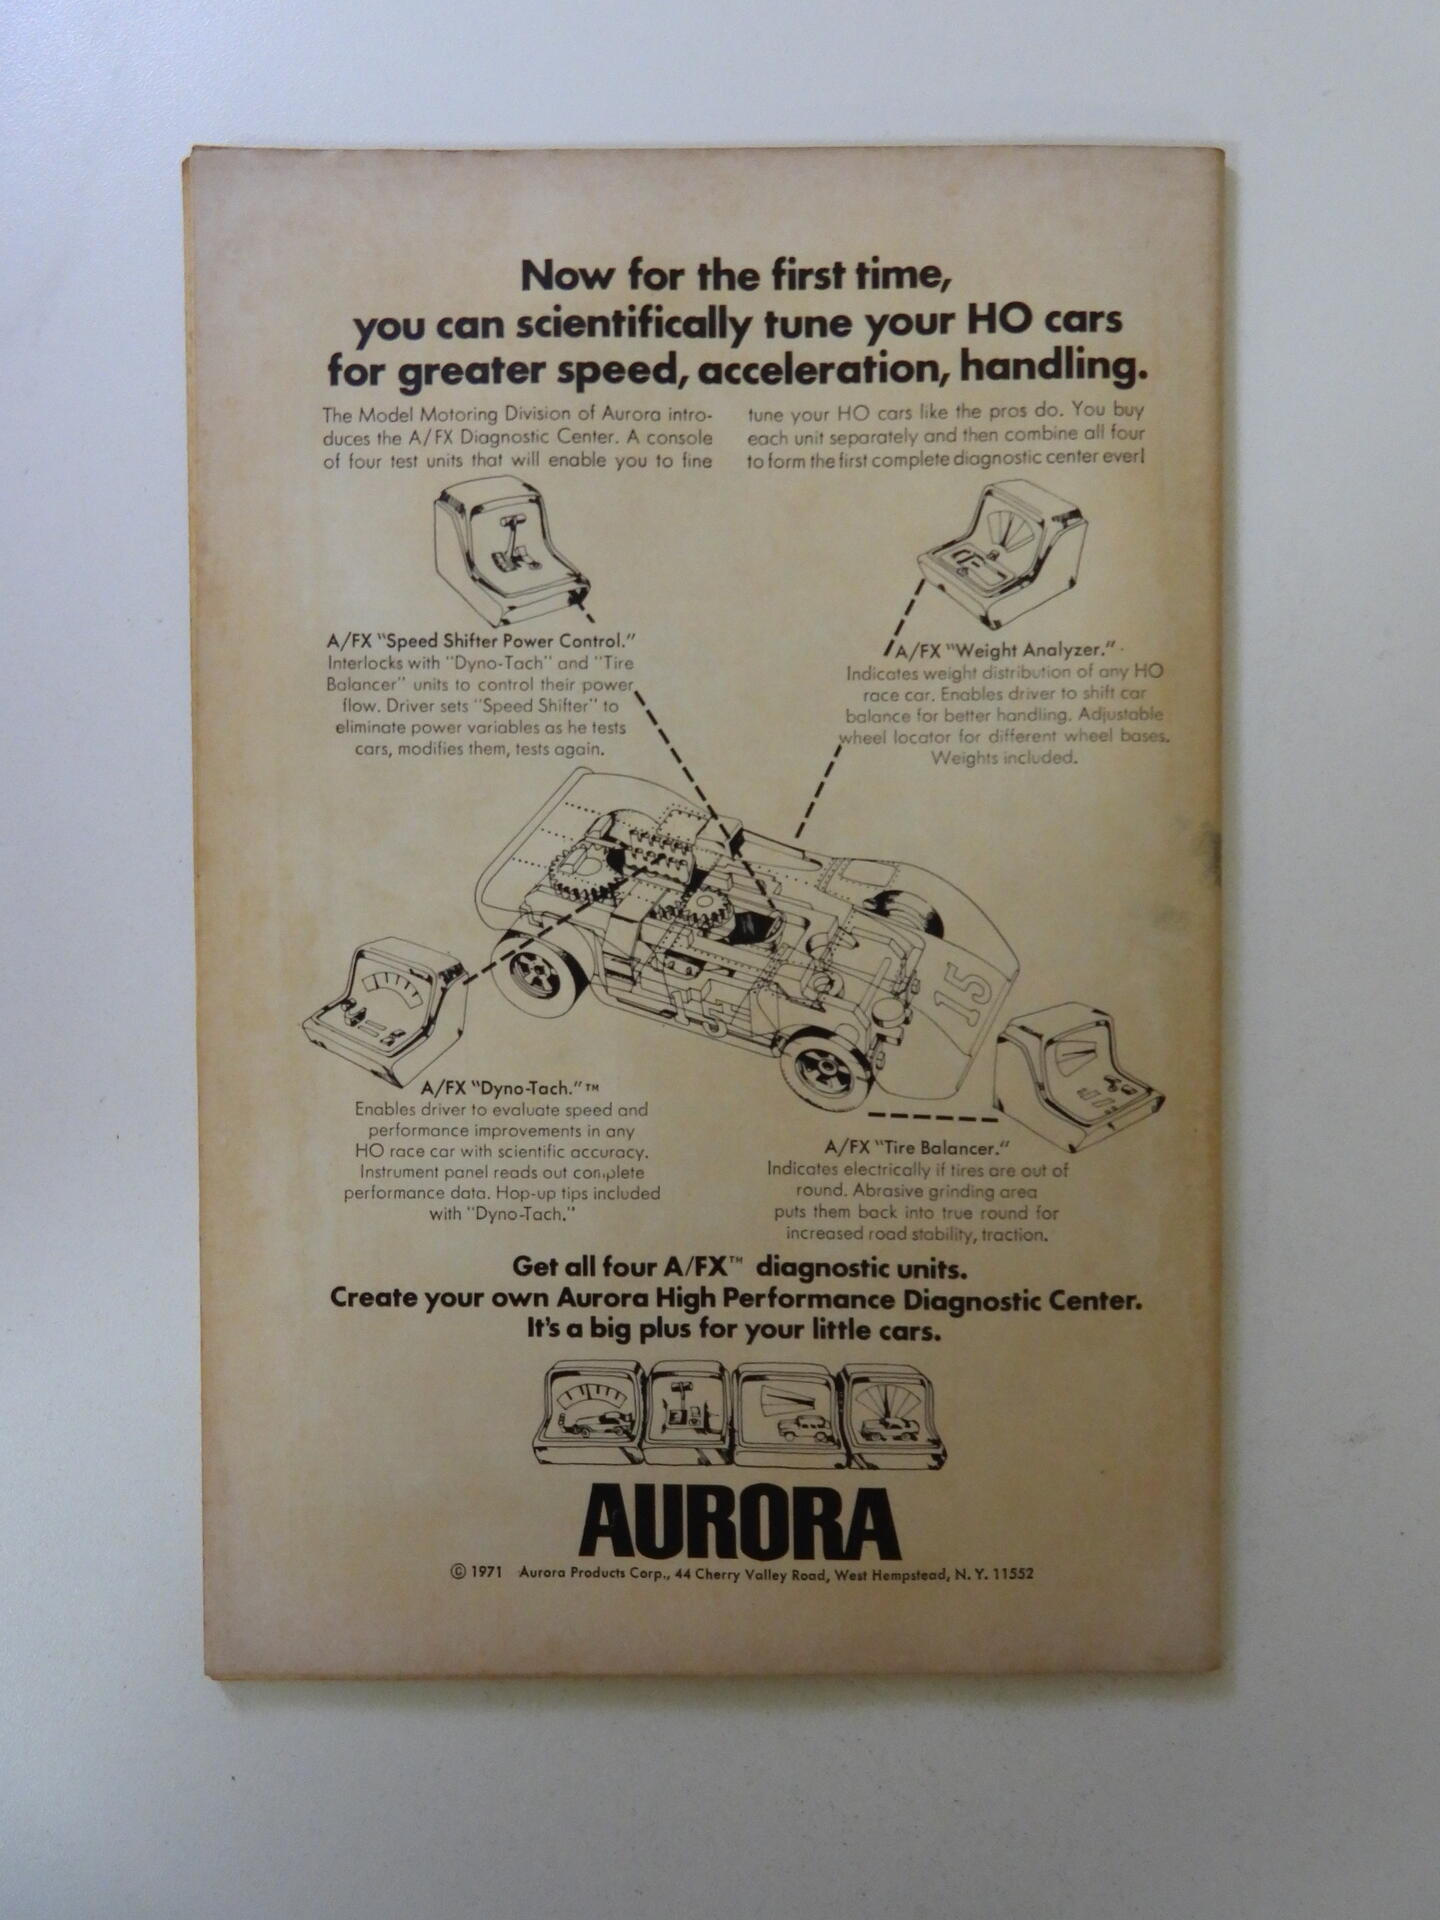 Now for the first time,
you can scientifically tune your HO cars
for greater speed, acceleration, handling.
The Model Motoring Division of Aurora intro-
duces the A/FX Diagnostic Center. A console
of four test units that will enable you to fine
tune your HO cars like the pros do. You buy
each unit separately and then combine all four
to form the first complete diagnostic center ever!
A/FX "Speed Shifter Power Control."
Interlocks with "Dyno-Tach" and "Tire
Balancer" units to control their power
flow. Driver sets "Speed Shifter" to
eliminate power variables as he tests
cars, modifies them, tests again.
A/FX "Weight Analyzer."
Indicates weight distribution of any HO
race car. Enables driver to shift car
balance for better handling. Adjustable
wheel locator for different wheel bases.
Weights included.
15
15
A/FX "Dyno-Tach."™
Enables driver to evaluate speed and
performance improvements in any
HO race car with scientific accuracy.
Instrument panel reads out complete
performance data. Hop-up tips included
with "Dyno-Tach."
A/FX "Tire Balancer."
Indicates electrically if tires are out of
round. Abrasive grinding area
puts them back into true round for
increased road stability, traction.
Get all four A/FX™ diagnostic units.
Create your own Aurora High Performance Diagnostic Center.
It's a big plus for your little cars.
AURORA
© 1971 Aurora Products Corp., 44 Cherry Valley Road, West Hempstead, N. Y. 11552